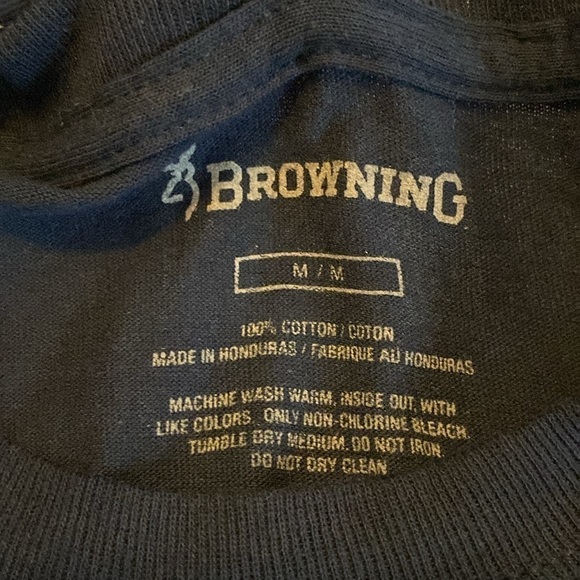 BROWNING
M / M
100% COTTON / COTON
MADE IN HONDURAS / FABRIQUE AU HONDURAS
MACHINE WASH WARM, INSIDE OUT, WITH
LIKE COLORS. ONLY NON-CHLORINE BLEACH.
TUMBLE DRY MEDIUM. DO NOT IRON.
DO NOT DRY CLEAN